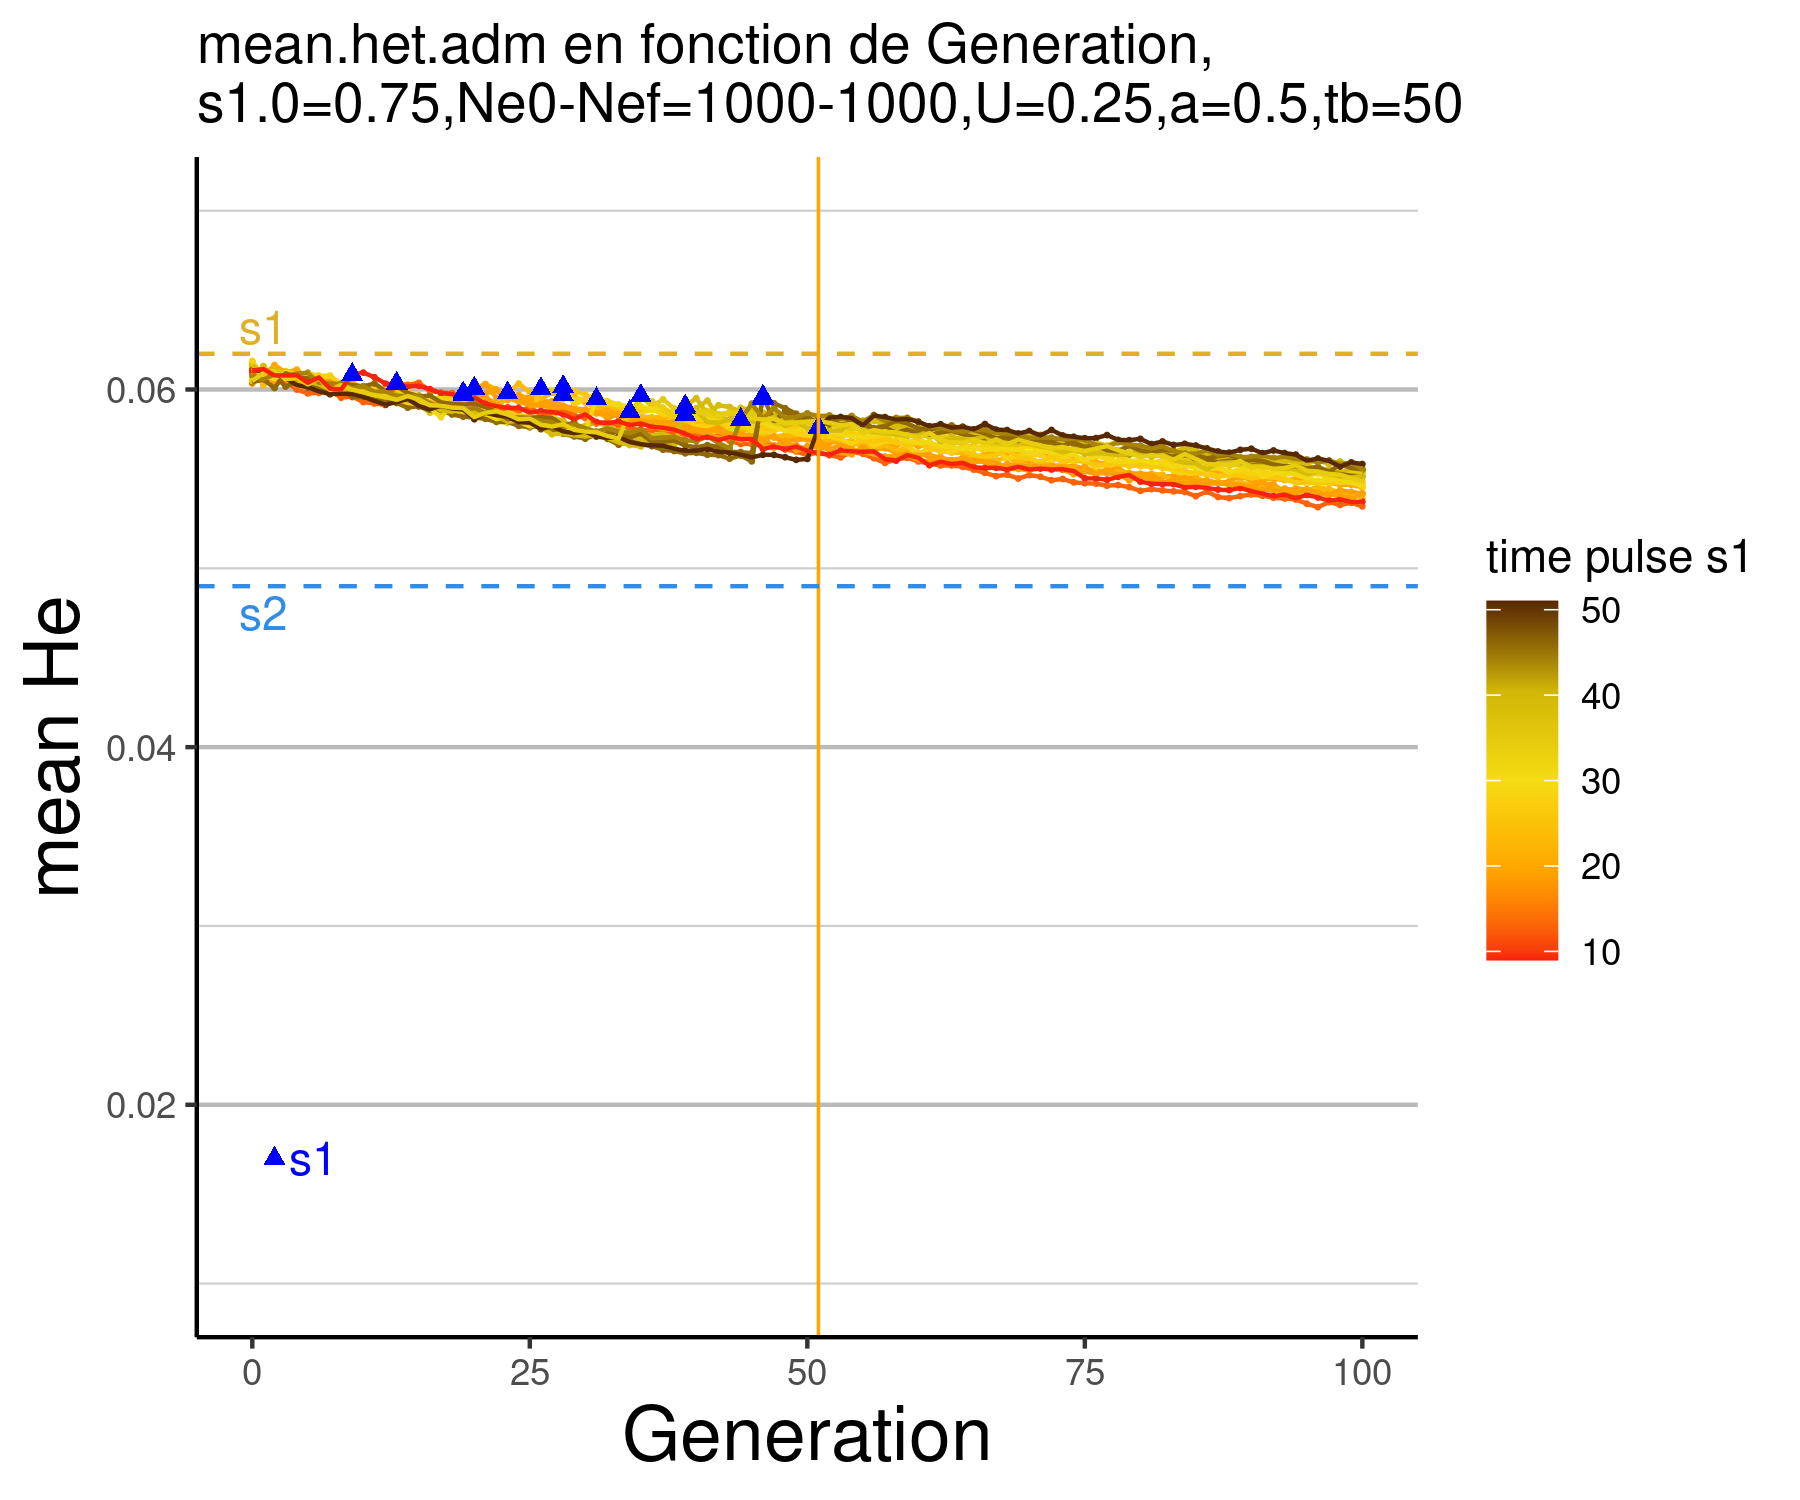 mean.het.adm en fonction de Generation,
s1.0=0.75,Ne0-Nef=1000-1000,U=0.25,a=0.5,tb=50
s1
0.06
s2
0.04
0.02
s1
mean He
0 25 50 75 100
Generation
time pulse s1
50
40
30
20
10